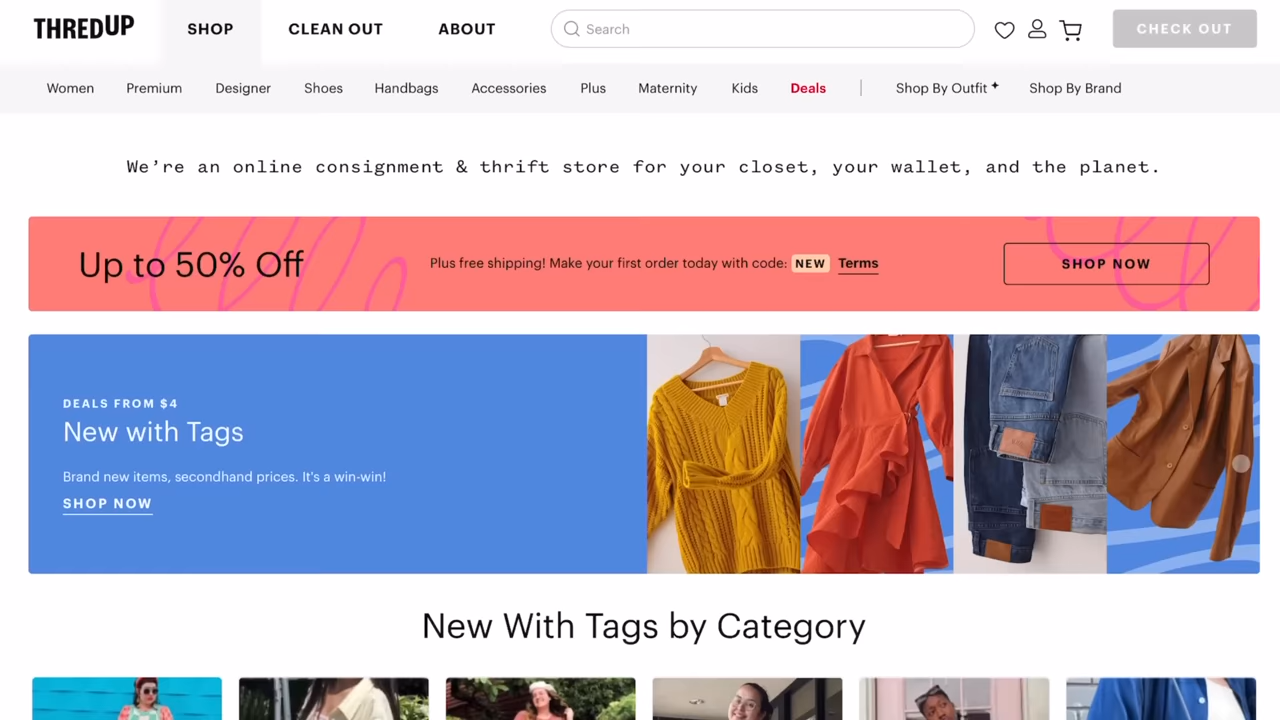 THREDUP
SHOP
CLEAN OUT
ABOUT
Search
CHECK OUT
Women
Premium
Designer
Shoes
Handbags
Accessories
Plus
Maternity
Kids
Deals
Shop By Outfit
Shop By Brand
We’re an online consignment & thrift store for your closet, your wallet, and the planet.
Up to 50% Off
Plus free shipping! Make your first order today with code: NEW Terms
SHOP NOW
DEALS FROM $4
New with Tags
Brand new items, secondhand prices. It's a win-win!
SHOP NOW
New With Tags by Category